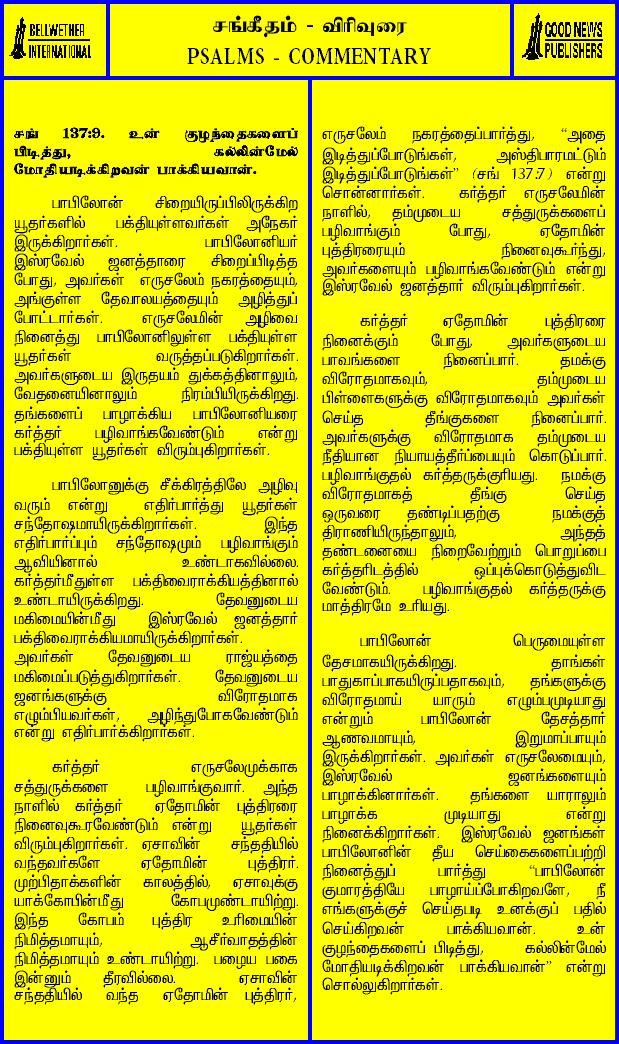 BELLWETHER
INTERNATIONAL
சங்கீதம் - விரிவுரை
PSALMS - COMMENTARY
GOOD NEWS
PUBLISHERS
சங் 137:9. உன் குழந்தைகளைப்
பிடித்து, கல்லின்மேல்
மோதியடிக்கிறவன் பாக்கியவான்.
பாபிலோன் சிறையிருப்பிலிருக்கிற
யூதர்களில் பக்தியுள்ளவர்கள் அநேகர்
இருக்கிறார்கள். பாபிலோனியர்
இஸ்ரவேல் ஜனத்தாரை சிறைப்பிடித்த
போது, அவர்கள் எருசலேம் நகரத்தையும்,
அங்குள்ள தேவாலயத்தையும் அழித்துப்
போட்டார்கள். எருசலேமின் அழிவை
நினைத்து பாபிலோனிலுள்ள பக்தியுள்ள
யூதர்கள் வருத்தப்படுகிறார்கள்.
அவர்களுடைய இருதயம் துக்கத்தினாலும்,
வேதனையினாலும் நிரம்பியிருக்கிறது.
தங்களைப் பாழாக்கிய பாபிலோனியரை
கர்த்தர் பழிவாங்கவேண்டும் என்று
பக்தியுள்ள யூதர்கள் விரும்புகிறார்கள்.
பாபிலோனுக்கு சீக்கிரத்திலே அழிவு
வரும் என்று எதிர்பார்த்து யூதர்கள்
சந்தோஷமாயிருக்கிறார்கள். இந்த
எதிர்பார்ப்பும் சந்தோஷமும் பழிவாங்கும்
ஆவியினால் உண்டாகவில்லை.
கர்த்தர்மீதுள்ள பக்திவைராக்கியத்தினால்
உண்டாயிருக்கிறது. தேவனுடைய
மகிமையின்மீது இஸ்ரவேல் ஜனத்தார்
பக்திவைராக்கியமாயிருக்கிறார்கள்.
அவர்கள் தேவனுடைய ராஜ்யத்தை
மகிமைப்படுத்துகிறார்கள். தேவனுடைய
ஜனங்களுக்கு விரோதமாக
எழும்பியவர்கள், அழிந்துபோகவேண்டும்
என்று எதிர்பார்க்கிறார்கள்.
கர்த்தர் எருசலேமுக்காக
சத்துருக்களை பழிவாங்குவார். அந்த
நாளில் கர்த்தர் ஏதோமின் புத்திரரை
நினைவுகூரவேண்டும் என்று யூதர்கள்
விரும்புகிறார்கள். ஏசாவின் சந்ததியில்
வந்தவர்களே ஏதோமின் புத்திரர்.
முற்பிதாக்களின் காலத்தில், ஏசாவுக்கு
யாக்கோபின்மீது கோபமுண்டாயிற்று.
இந்த கோபம் புத்திர உரிமையின்
நிமித்தமாயும், ஆசீர்வாதத்தின்
நிமித்தமாயும் உண்டாயிற்று. பழைய பகை
இன்னும் தீரவில்லை. ஏசாவின்
சந்ததியில் வந்த ஏதோமின் புத்திரர்,
எருசலேம் நகரத்தைப்பார்த்து, "அதை
இடித்துப்போடுங்கள், அஸ்திபாரமட்டும்
இடித்துப்போடுங்கள்" (சங் 137:7) என்று
சொன்னார்கள். கர்த்தர் எருசலேமின்
நாளில், தம்முடைய சத்துருக்களைப்
பழிவாங்கும் போது, ஏதோமின்
புத்திரரையும் நினைவுகூர்ந்து,
அவர்களையும் பழிவாங்கவேண்டும் என்று
இஸ்ரவேல் ஜனத்தார் விரும்புகிறார்கள்.
கர்த்தர் ஏதோமின் புத்திரரை
நினைக்கும் போது, அவர்களுடைய
பாவங்களை நினைப்பார். தமக்கு
விரோதமாகவும், தம்முடைய
பிள்ளைகளுக்கு விரோதமாகவும் அவர்கள்
செய்த தீங்குகளை நினைப்பார்.
அவர்களுக்கு விரோதமாக தம்முடைய
நீதியான நியாயத்தீர்ப்பையும் கொடுப்பார்.
பழிவாங்குதல் கர்த்தருக்குரியது. நமக்கு
விரோதமாகத் தீங்கு செய்த
ஒருவரை தண்டிப்பதற்கு நமக்குத்
திராணியிருந்தாலும், அந்தத்
தண்டனையை நிறைவேற்றும் பொறுப்பை
கர்த்தரிடத்தில் ஒப்புக்கொடுத்துவிட
வேண்டும். பழிவாங்குதல் கர்த்தருக்கு
மாத்திரமே உரியது.
பாபிலோன் பெருமையுள்ள
தேசமாகயிருக்கிறது. தாங்கள்
பாதுகாப்பாகயிருப்பதாகவும், தங்களுக்கு
விரோதமாய் யாரும் எழும்பமுடியாது
என்றும் பாபிலோன் தேசத்தார்
ஆணவமாயும், இறுமாப்பாயும்
இருக்கிறார்கள். அவர்கள் எருசலேமையும்,
இஸ்ரவேல் ஜனங்களையும்
பாழாக்கினார்கள். தங்களை யாராலும்
பாழாக்க முடியாது என்று
நினைக்கிறார்கள். இஸ்ரவேல் ஜனங்கள்
பாபிலோனின் தீய செய்கைகளைப்பற்றி
நினைத்துப் பார்த்து "பாபிலோன்
குமாரத்தியே பாழாய்ப்போகிறவளே, நீ
எங்களுக்குச் செய்தபடி உனக்குப் பதில்
செய்கிறவன் பாக்கியவான். உன்
குழந்தைகளைப் பிடித்து, கல்லின்மேல்
மோதியடிக்கிறவன் பாக்கியவான்" என்று
சொல்லுகிறார்கள்.